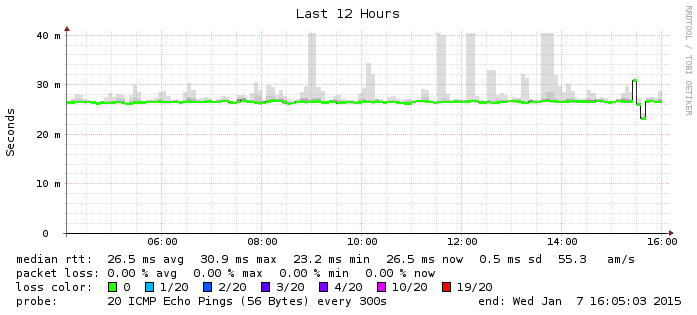 Last 12 Hours
RRDTOOL / TOBI OETIKER
Seconds
40 m
30 m
20 m
10 m
0
06:00 08:00 10:00 12:00 14:00 16:00
median rtt: 26.5 ms avg 30.9 ms max 23.2 ms min 26.5 ms now 0.5 ms sd 55.3 am/s
packet loss: 0.00 % avg 0.00 % max 0.00 % min 0.00 % now
loss color: 0 1/20 2/20 3/20 4/20 10/20 19/20
probe: 20 ICMP Echo Pings (56 Bytes) every 300s end: Wed Jan 7 16:05:03 2015